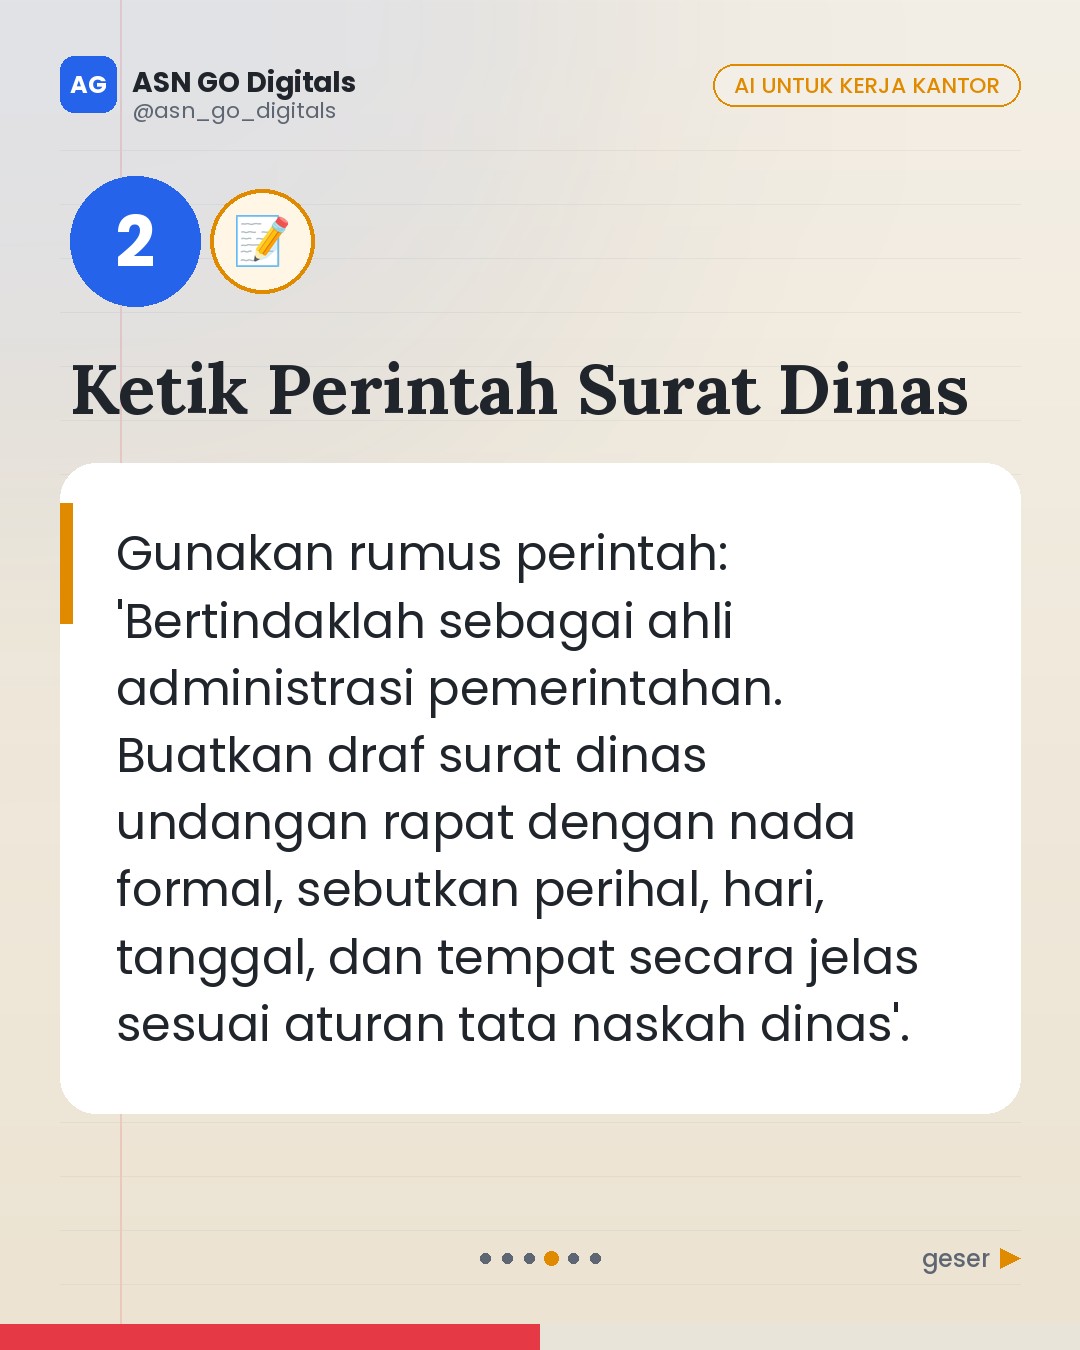 AG
ASN GO Digitals
@asn_go_digitals
AI UNTUK KERJA KANTOR
2
Ketik Perintah Surat Dinas
Gunakan rumus perintah:
'Bertindaklah sebagai ahli
administrasi pemerintahan.
Buatkan draf surat dinas
undangan rapat dengan nada
formal, sebutkan perihal, hari,
tanggal, dan tempat secara jelas
sesuai aturan tata naskah dinas'.
geser